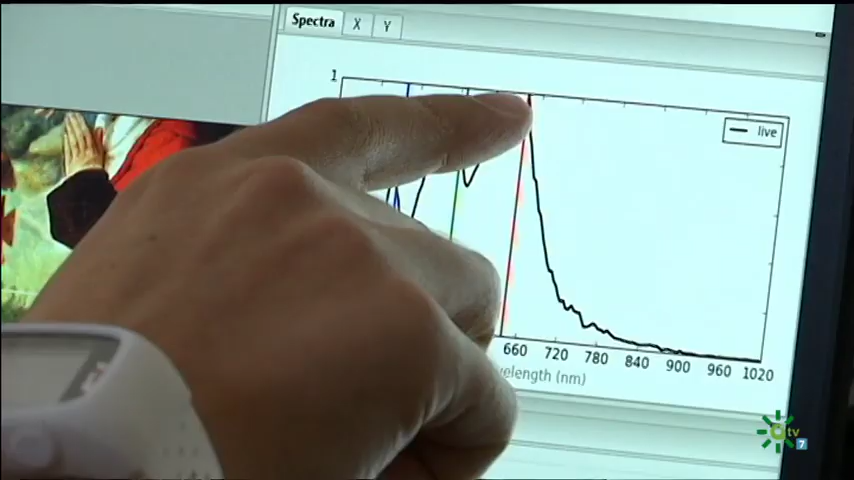 Spectra X Y
1
live
660 720 780 840 900 960 1020
velength (nm)
tv
7